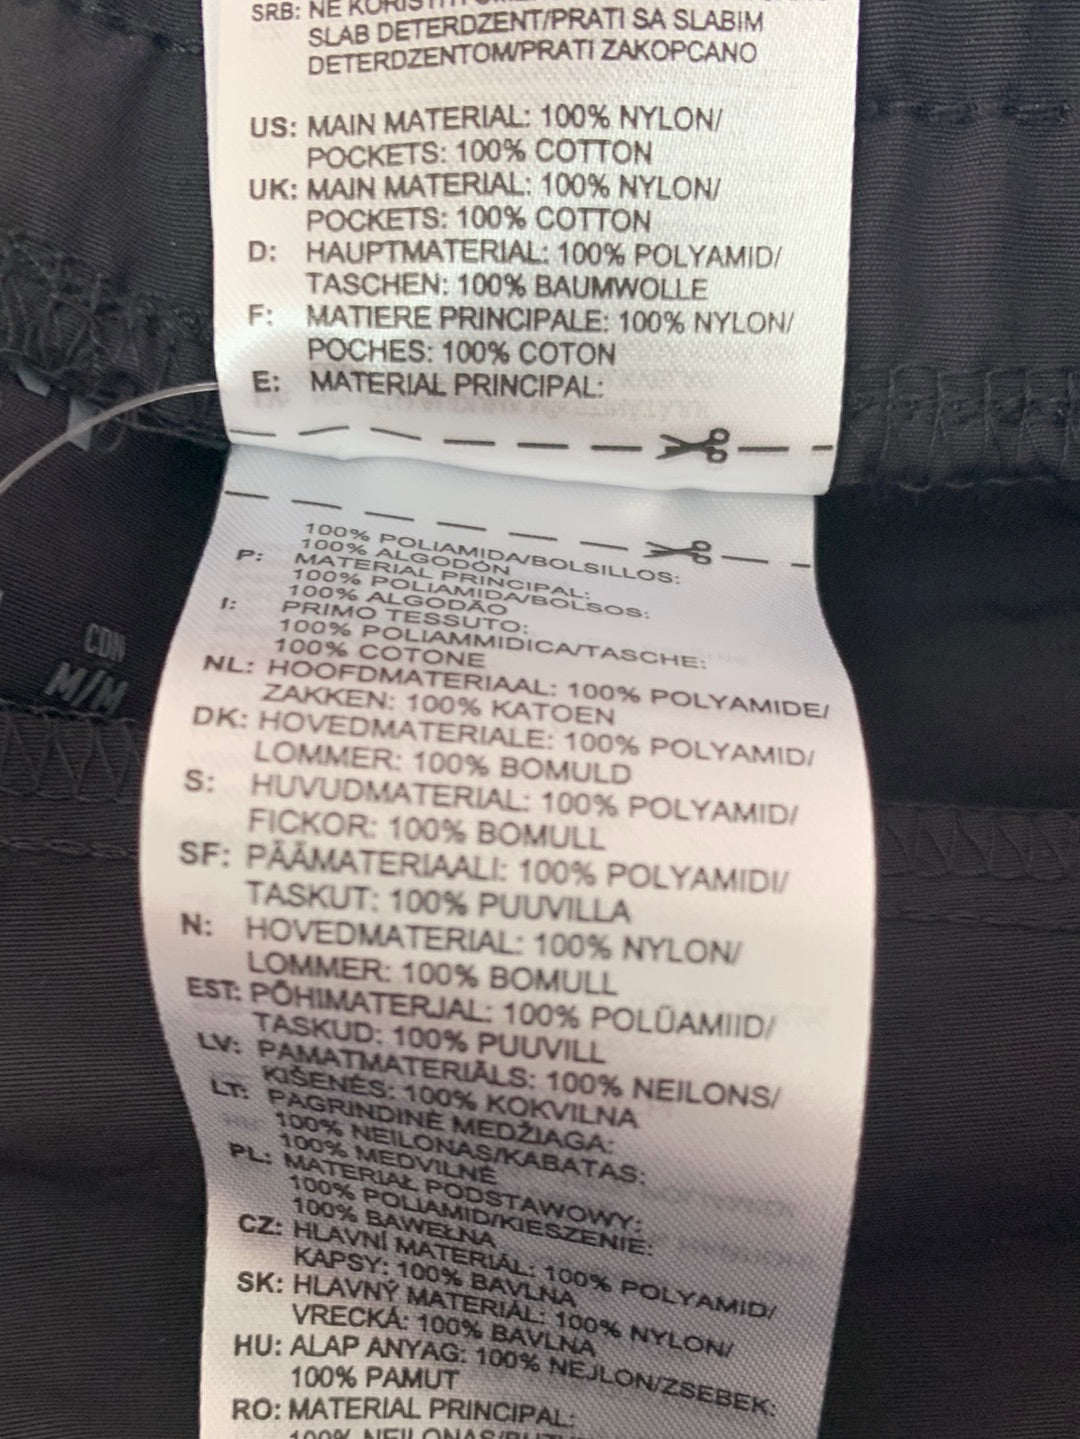 SRB: NE
SLAB DETERDZENT/PRATI SA SLABIM
DETERDZENTOM/PRATI ZAKOPCANO
US: MAIN MATERIAL: 100% NYLON/
POCKETS: 100% COTTON
UK: MAIN MATERIAL: 100% NYLON/
POCKETS: 100% COTTON
D: HAUPTMATERIAL: 100% POLYAMID/
TASCHEN: 100% BAUMWOLLE
F: MATIERE PRINCIPALE: 100% NYLON/
POCHES: 100% COTON
E: MATERIAL PRINCIPAL:
100% POLIAMIDA/BOLSILLOS:
100% ALGODÓN
P: MATERIAL PRINCIPAL:
100% POLIAMIDA/BOLSOS:
100% ALGODÃO
I: PRIMO TESSUTO:
100% POLIAMMIDICA/TASCHE:
100% COTONE
NL: HOOFDMATERIAAL: 100% POLYAMIDE/
ZAKKEN: 100% KATOEN
DK: HOVEDMATERIALE: 100% POLYAMID/
LOMMER: 100% BOMULD
CDN
M/M
S: HUVUDMATERIAL: 100% POLYAMID/
FICKOR: 100% BOMULL
SF: PÄÄMATERIAALI: 100% POLYAMIDI/
TASKUT: 100% PUUVILLA
N: HOVEDMATERIAL: 100% NYLON/
LOMMER: 100% BOMULL
EST: PÕHIMATERJAL: 100% POLÜAMIID/
TASKUD: 100% PUUVILL
LV: PAMATMATERIĀLS: 100% NEILONS/
KIŠENĒS: 100% KOKVILNA
LT: PAGRINDINĖ MEDŽIAGA:
100% NEILONAS/KABATAS:
100% MEDVILNĖ
PL: MATERIAŁ PODSTAWOWY:
100% POLIAMID/KIESZENIE:
100% BAWEŁNA
CZ: HLAVNÍ MATERIÁL: 100% POLYAMID/
KAPSY: 100% BAVLNA
SK: HLAVNÝ MATERIÁL: 100% NYLON/
VRECKÁ: 100% BAVLNA
HU: ALAP ANYAG: 100% NEJLON/ZSEBEK:
100% PAMUT
RO: MATERIAL PRINCIPAL: